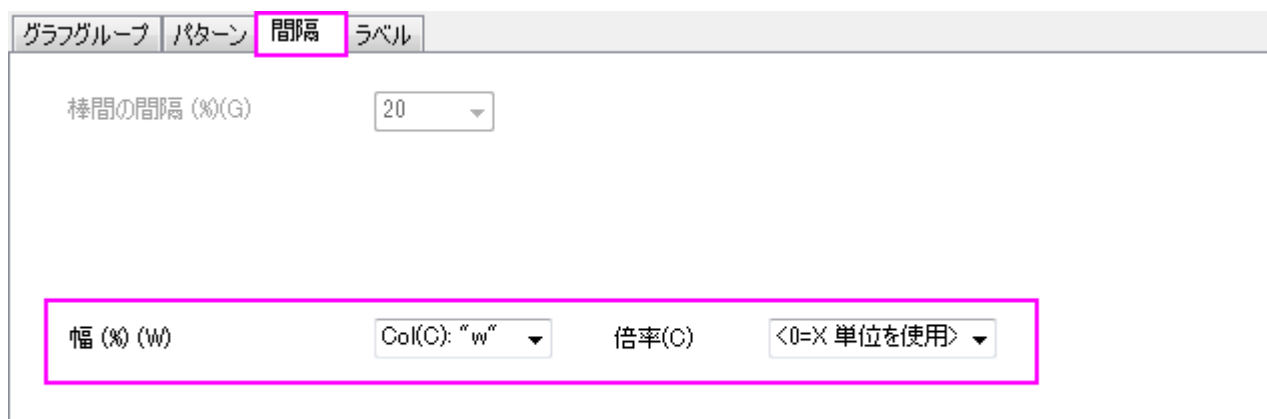 グラフグループ パターン 間隔 ラベル
棒間の間隔 (%)(G) 20
幅 (%) (W) Col(C): "w" 倍率(C) <0=X 単位を使用>